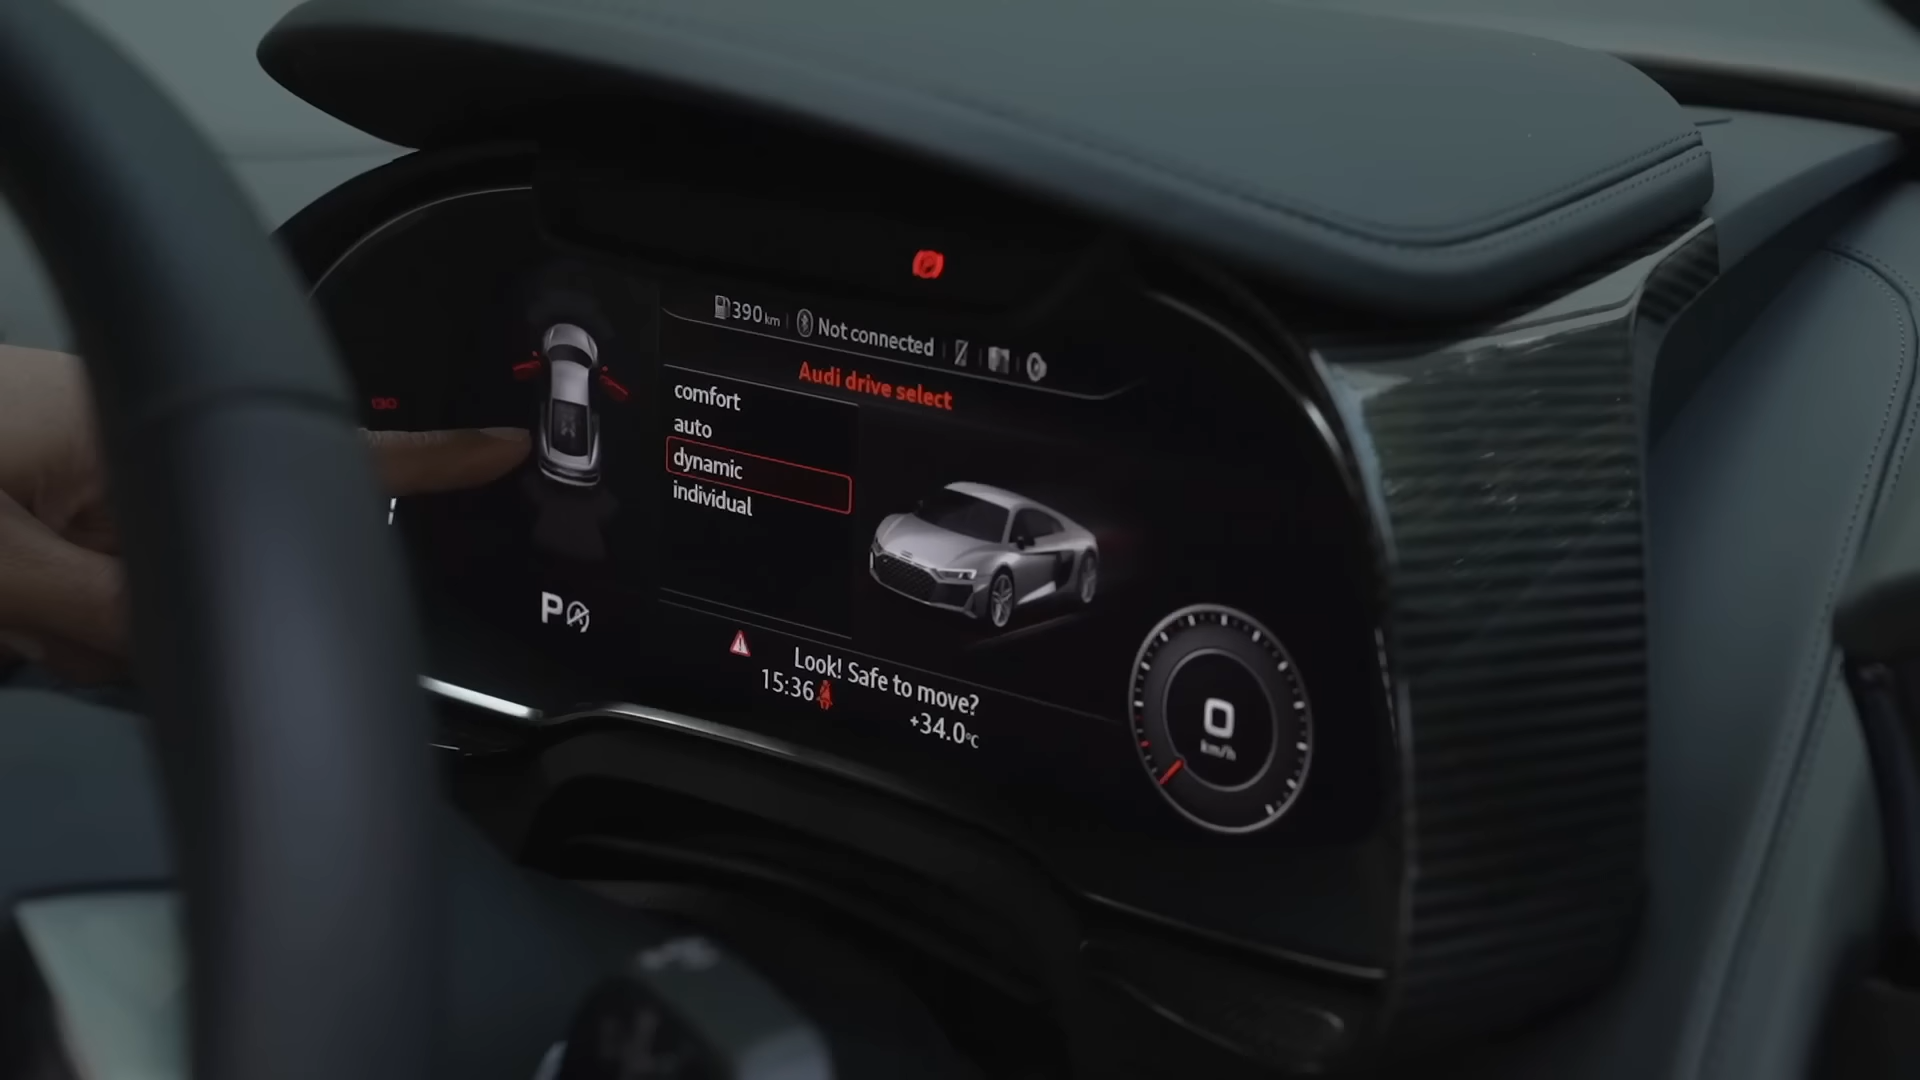 390 km
Not connected
Audi drive select
comfort
auto
dynamic
individual
P
Look! Safe to move?
15:36
+34.0°C
0
km/h